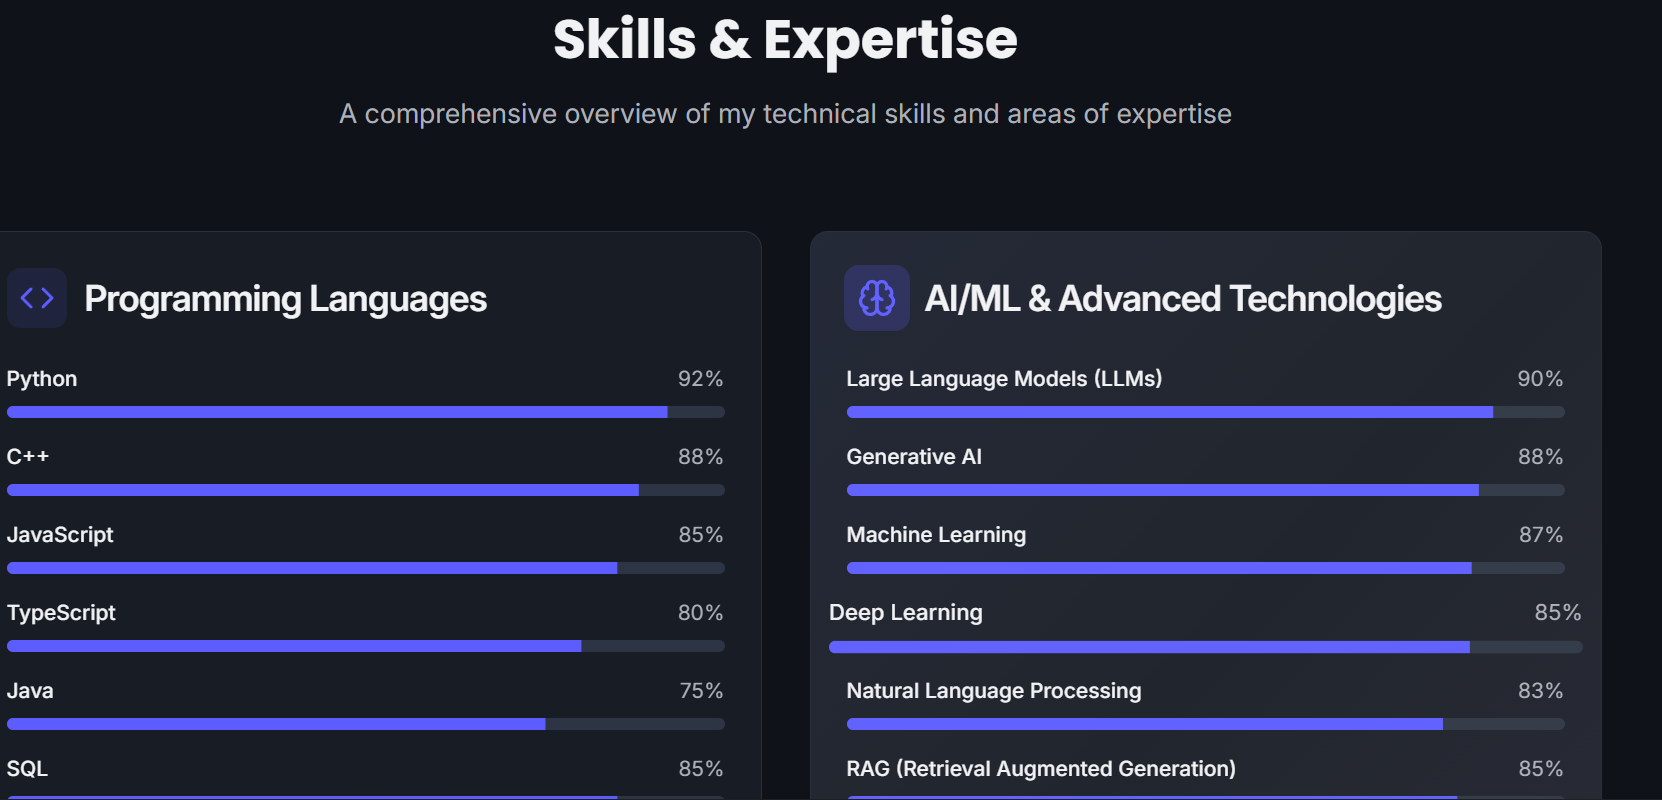 Skills & Expertise
A comprehensive overview of my technical skills and areas of expertise
Programming Languages
Python 92%
C++ 88%
JavaScript 85%
TypeScript 80%
Java 75%
SQL 85%
AI/ML & Advanced Technologies
Large Language Models (LLMs) 90%
Generative AI 88%
Machine Learning 87%
Deep Learning 85%
Natural Language Processing 83%
RAG (Retrieval Augmented Generation) 85%